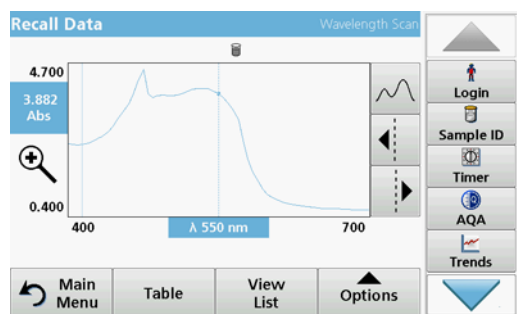 Recall Data
Wavelength Scan
4.700
3.882
Abs
0.400
400
λ 550 nm
700
Login
Sample ID
Timer
AQA
Trends
Main
Menu
Table
View
List
Options